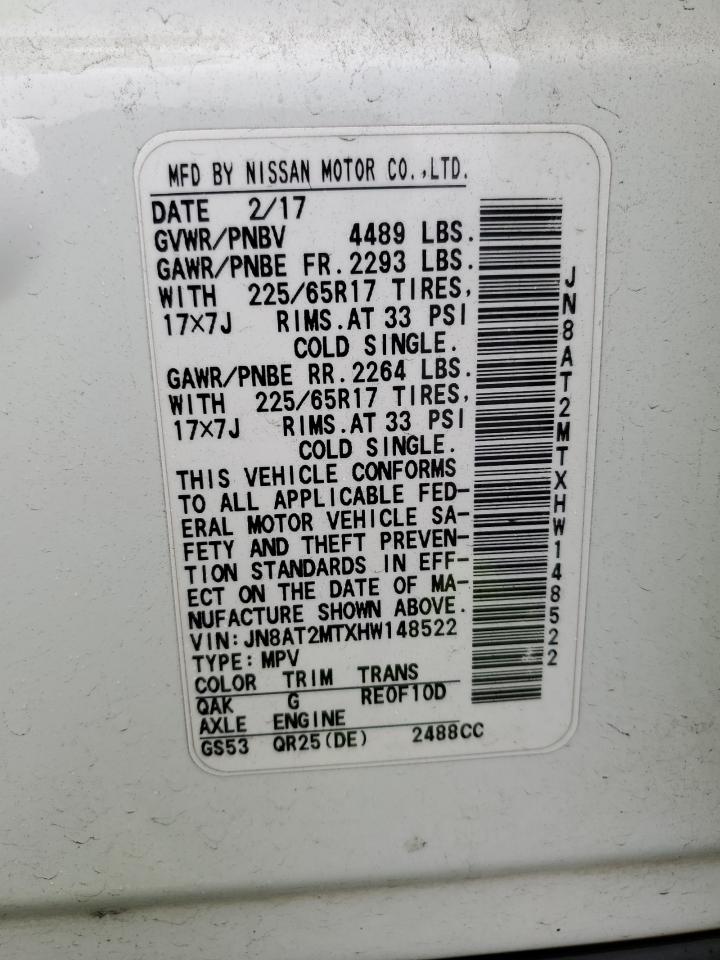 MFD BY NISSAN MOTOR CO.,LTD.
DATE 2/17
GVWR/PNBV 4489 LBS.
GAWR/PNBE FR.2293 LBS.
WITH 225/65R17 TIRES,
17×7J RIMS.AT 33 PSI
COLD SINGLE.
GAWR/PNBE RR.2264 LBS.
WITH 225/65R17 TIRES,
17×7J RIMS.AT 33 PSI
COLD SINGLE.
THIS VEHICLE CONFORMS
TO ALL APPLICABLE FED-
ERAL MOTOR VEHICLE SA-
FETY AND THEFT PREVEN-
TION STANDARDS IN EFF-
ECT ON THE DATE OF MA-
NUFACTURE SHOWN ABOVE.
VIN:JN8AT2MTXHW148522
TYPE:MPV
COLOR TRIM TRANS
QAK G RE0F10D
AXLE ENGINE
GS53 QR25(DE) 2488CC
JN8AT2MTXHW148522